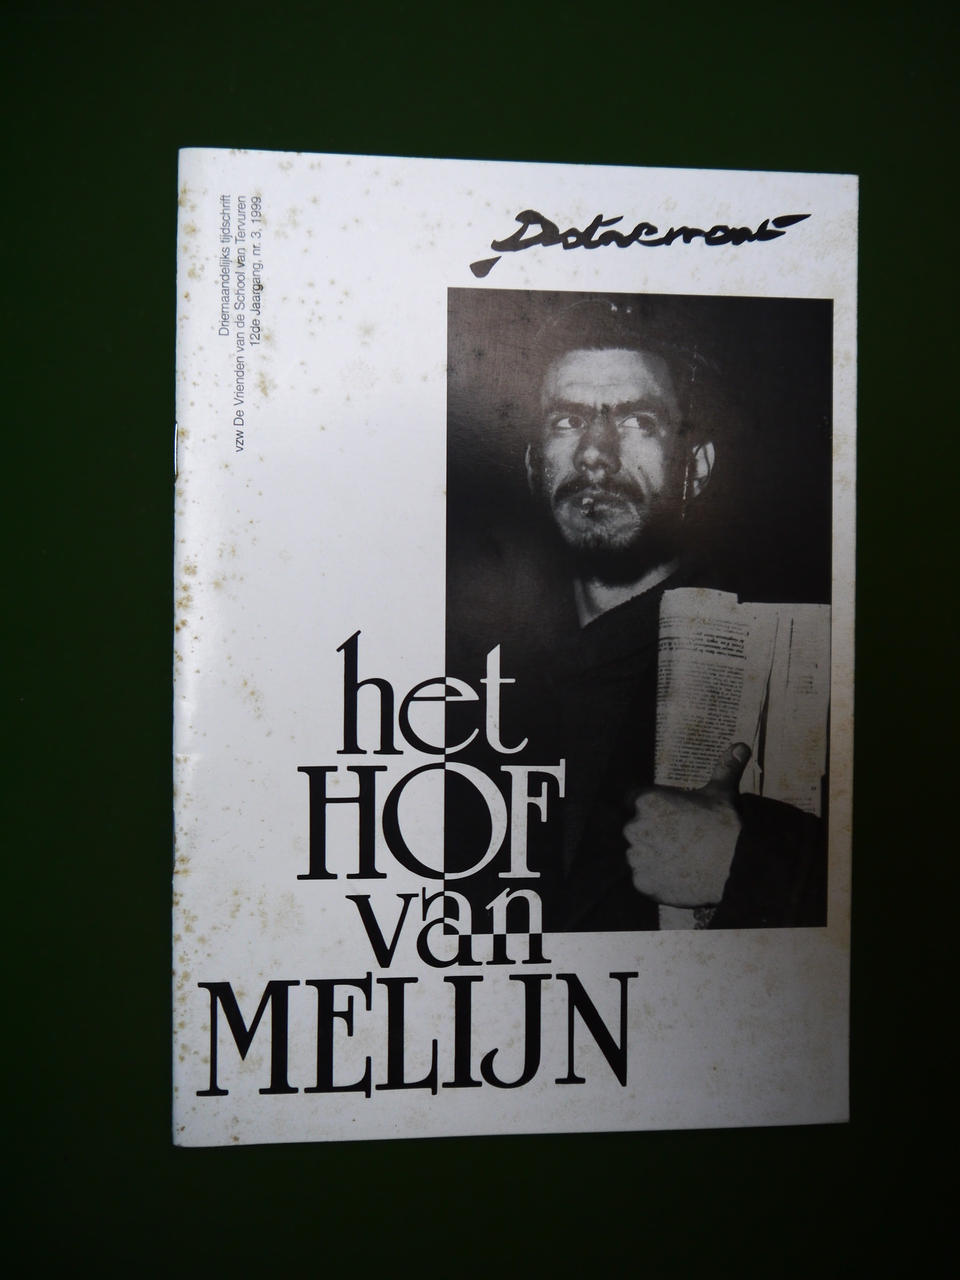 Driemaandelijks tijdschrift
vzw De Vrienden van de School van Tervuren
12de Jaargang, nr. 3, 1999
Dotremont
het
HOF
van
MELIJN